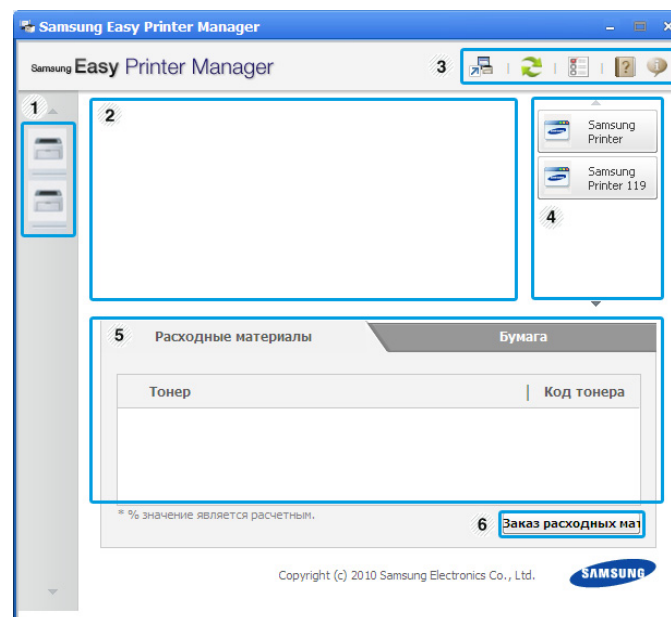 Samsung Easy Printer Manager
Samsung Easy Printer Manager
3
1
2
Samsung
Printer
Samsung
Printer 119
4
5 Расходные материалы Бумага
Тонер Код тонера
* % значение является расчетным.
6 Заказ расходных мат
Copyright (c) 2010 Samsung Electronics Co., Ltd. SAMSUNG